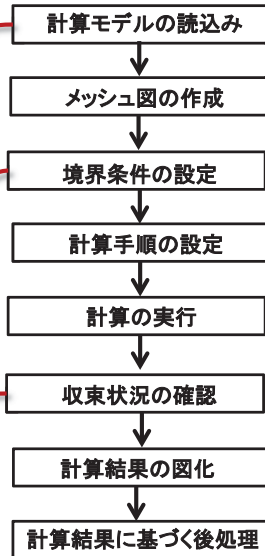 計算モデルの読込み
メッシュ図の作成
境界条件の設定
計算手順の設定
計算の実行
収束状況の確認
計算結果の図化
計算結果に基づく後処理